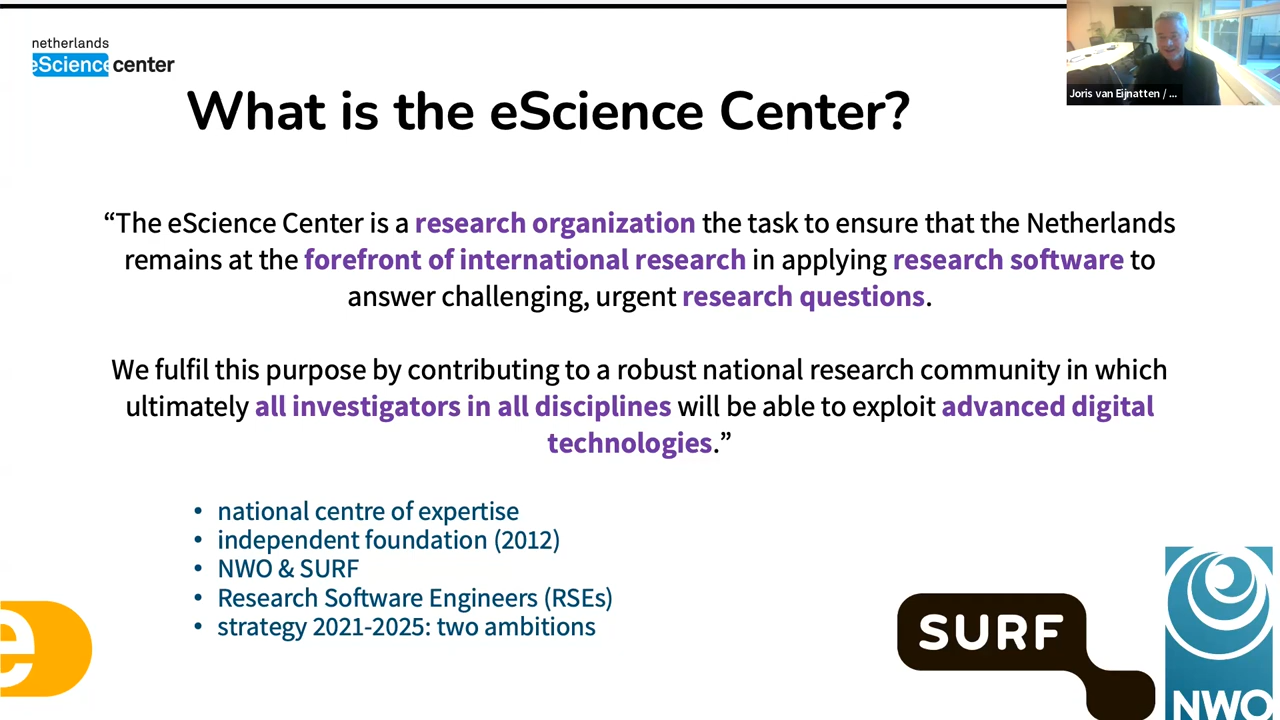 netherlands
eScience center
Joris van Eijnatten / ...
What is the eScience Center?
“The eScience Center is a research organization the task to ensure that the Netherlands
remains at the forefront of international research in applying research software to
answer challenging, urgent research questions.
We fulfil this purpose by contributing to a robust national research community in which
ultimately all investigators in all disciplines will be able to exploit advanced digital
technologies.”
• national centre of expertise
• independent foundation (2012)
• NWO & SURF
• Research Software Engineers (RSEs)
• strategy 2021-2025: two ambitions
e
SURF
NWO